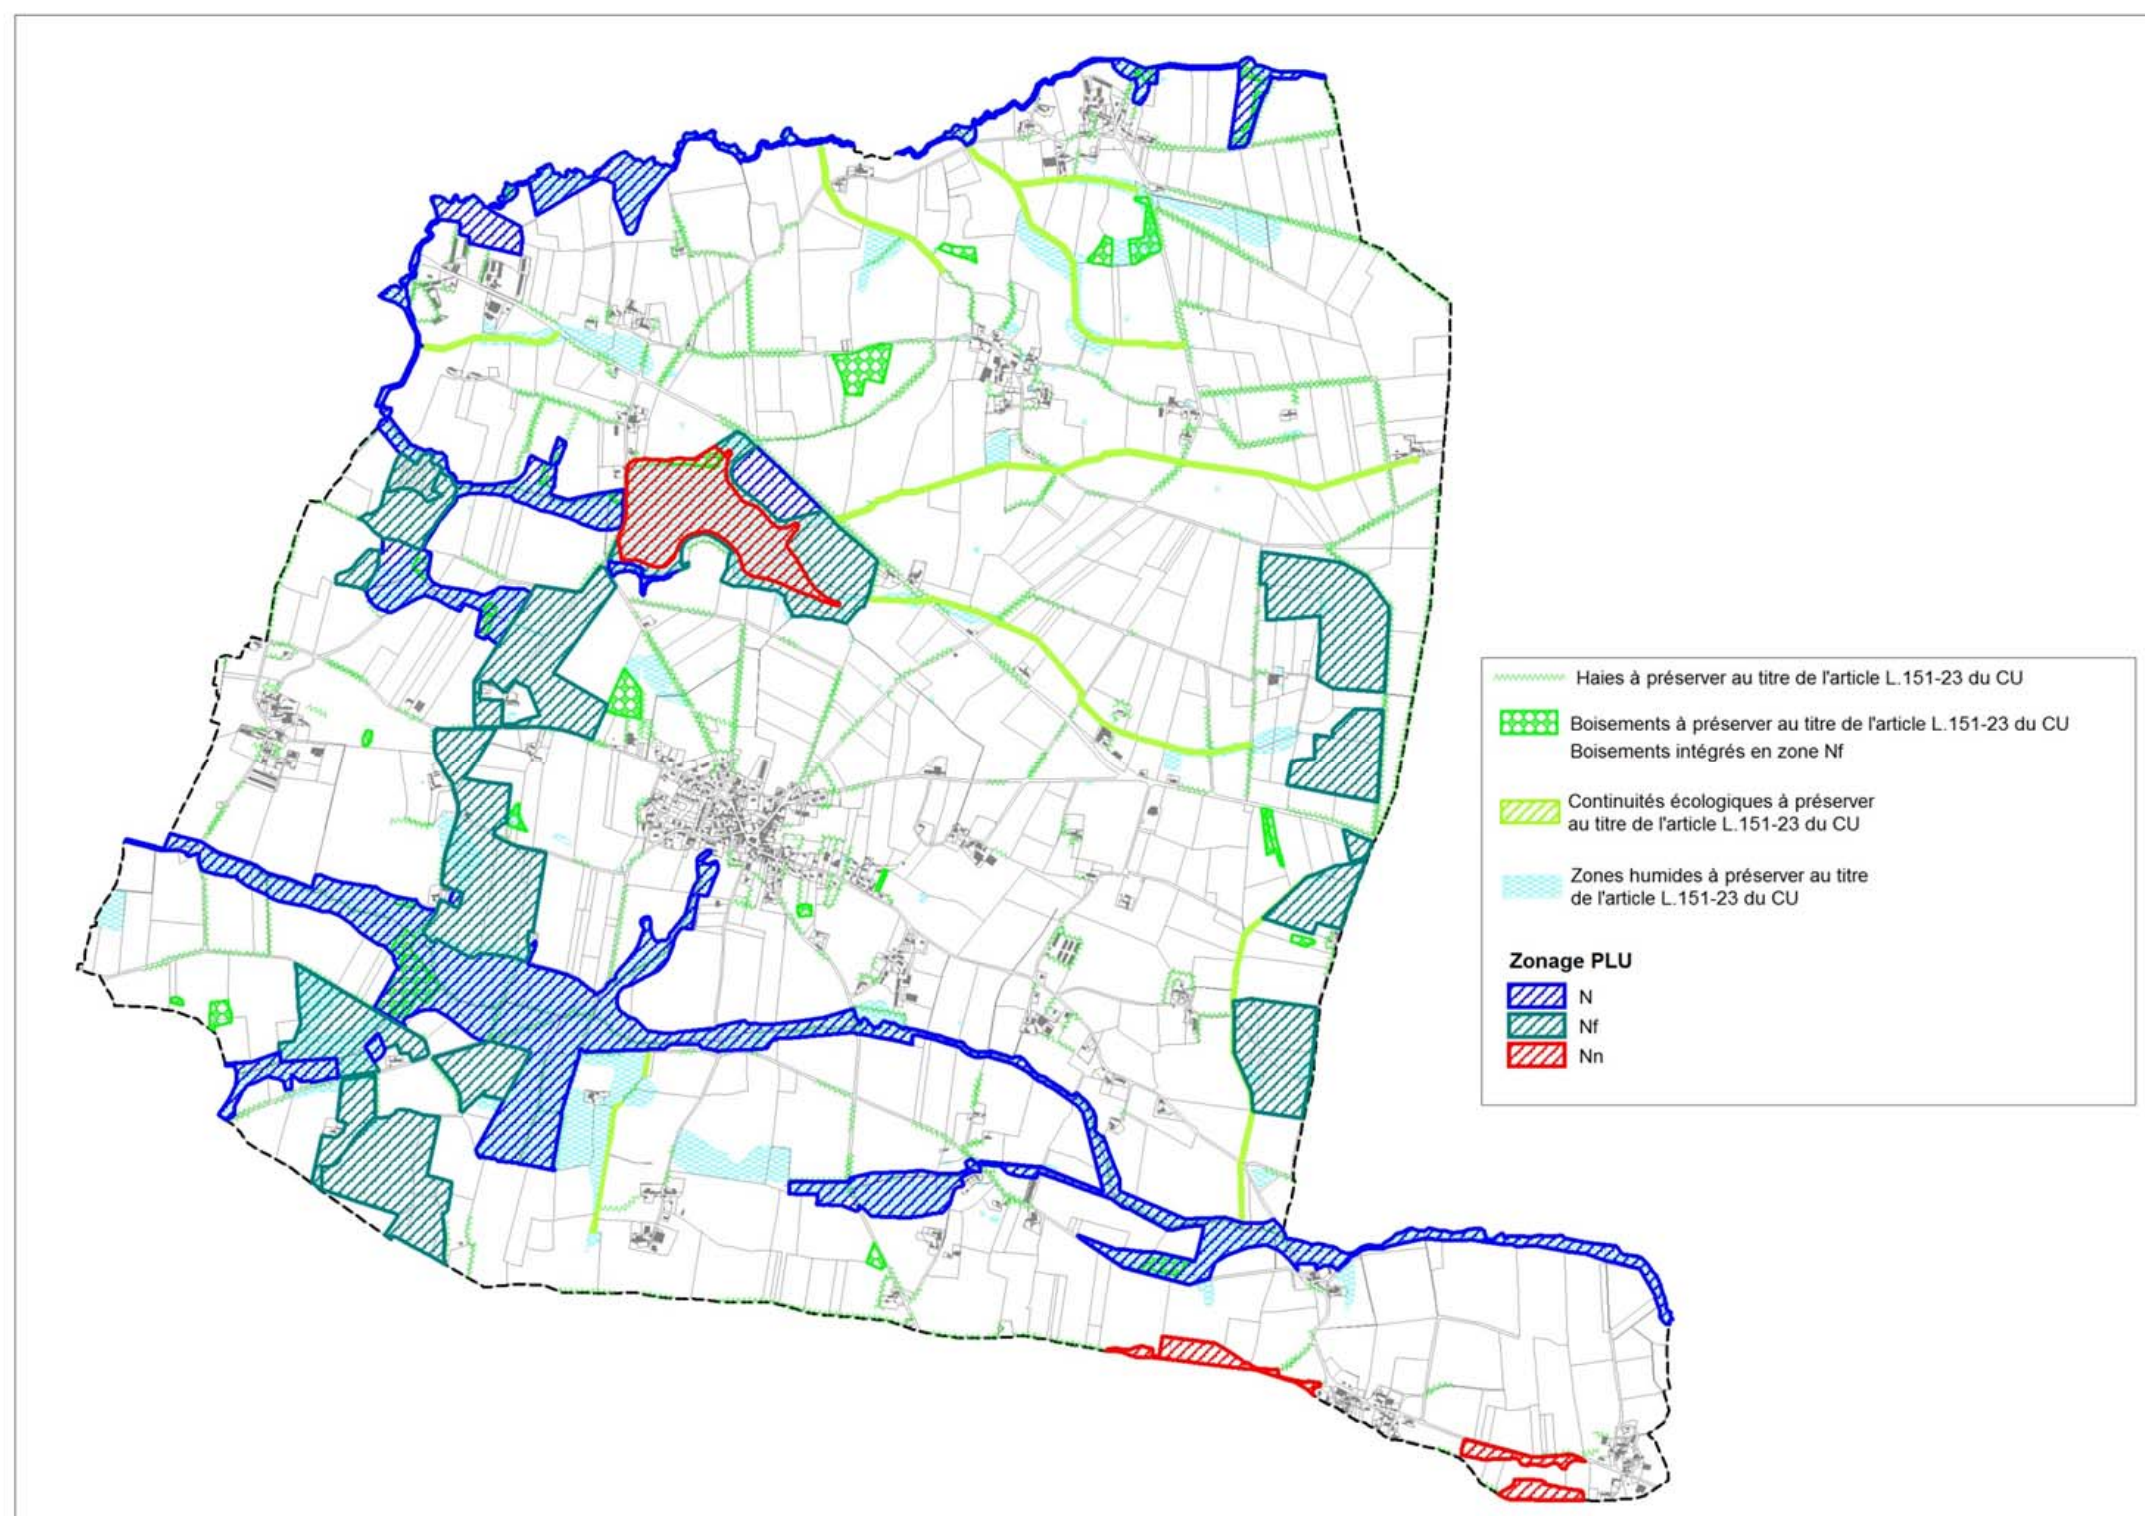 Haies à préserver au titre de l'article L.151-23 du CU
Boisements à préserver au titre de l'article L.151-23 du CU
Boisements intégrés en zone Nf
Continuités écologiques à préserver
au titre de l'article L.151-23 du CU
Zones humides à préserver au titre
de l'article L.151-23 du CU
Zonage PLU
N
Nf
Nn